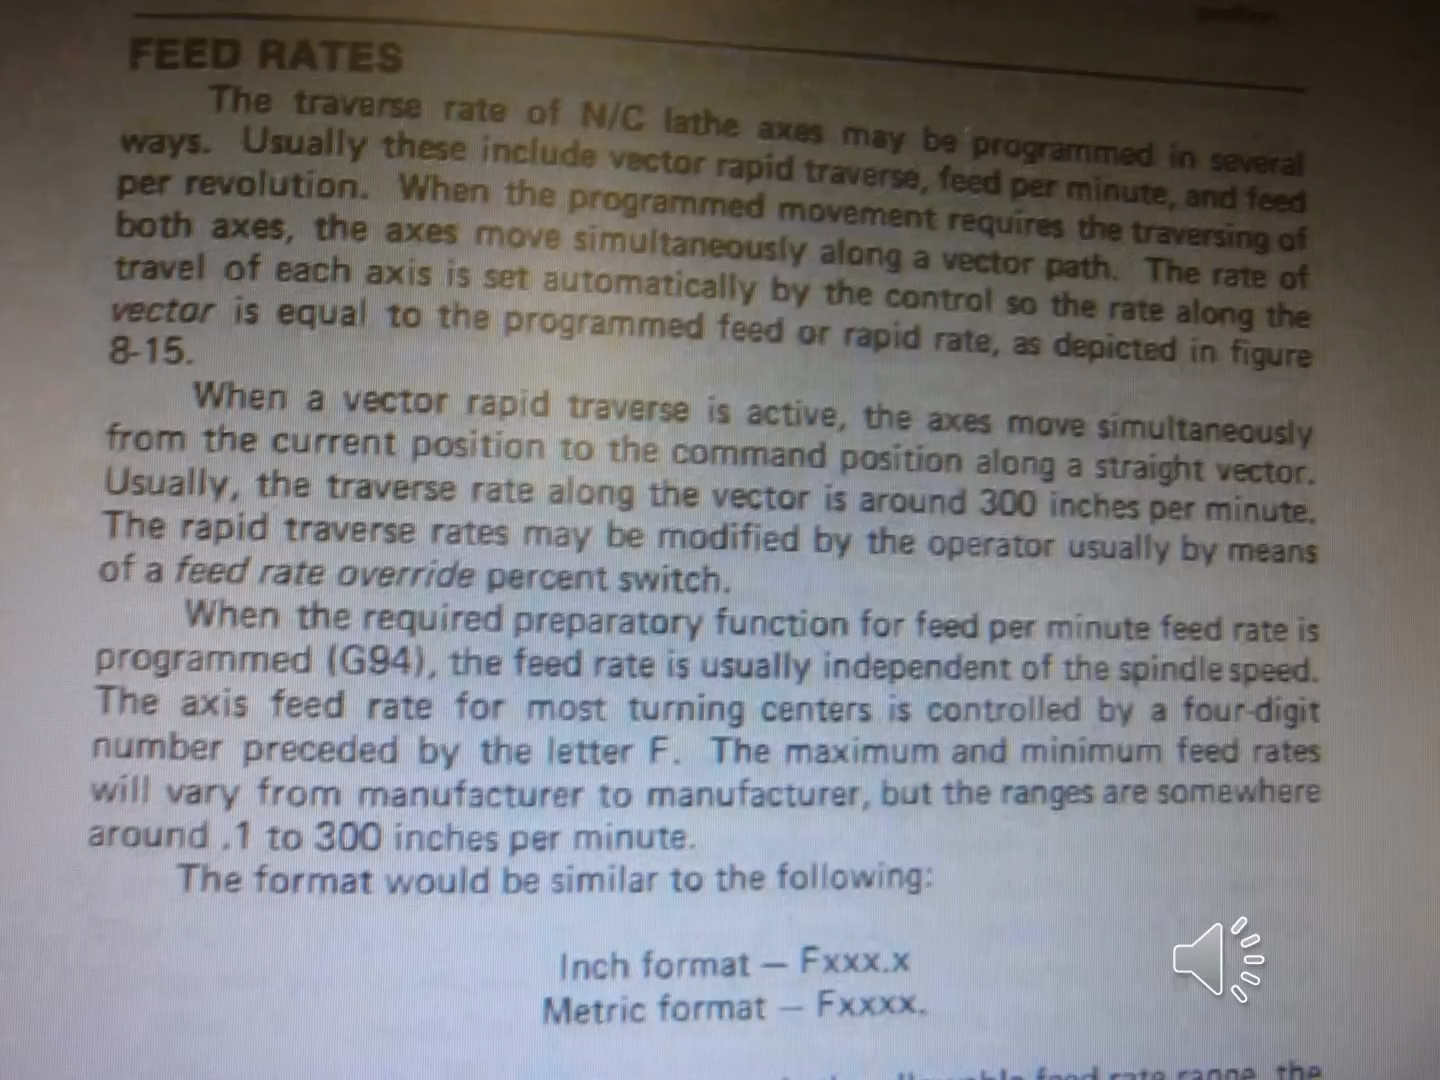 FEED RATES
The traverse rate of N/C lathe axes may be programmed in several
ways. Usually these include vector rapid traverse, feed per minute, and feed
per revolution. When the programmed movement requires the traversing of
both axes, the axes move simultaneously along a vector path. The rate of
travel of each axis is set automatically by the control so the rate along the
vector is equal to the programmed feed or rapid rate, as depicted in figure
8-15.
When a vector rapid traverse is active, the axes move simultaneously
from the current position to the command position along a straight vector.
Usually, the traverse rate along the vector is around 300 inches per minute.
The rapid traverse rates may be modified by the operator usually by means
of a feed rate override percent switch.
When the required preparatory function for feed per minute feed rate is
programmed (G94), the feed rate is usually independent of the spindle speed.
The axis feed rate for most turning centers is controlled by a four-digit
number preceded by the letter F. The maximum and minimum feed rates
will vary from manufacturer to manufacturer, but the ranges are somewhere
around .1 to 300 inches per minute.
The format would be similar to the following:
Inch format — Fxxx.x
Metric format — Fxxxx.
feed rate range, the